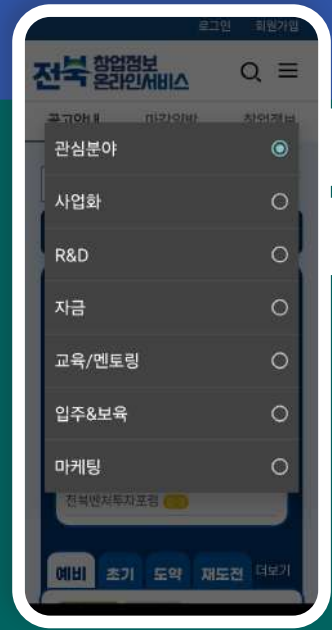 로그인 회원가입
전북 창업정보
온라인서비스
공고안내 마감임박 창업정보
관심분야
사업화
R&D
자금
교육/멘토링
입주&보육
마케팅
전북벤처투자포럼
예비 초기 도약 재도전 더보기